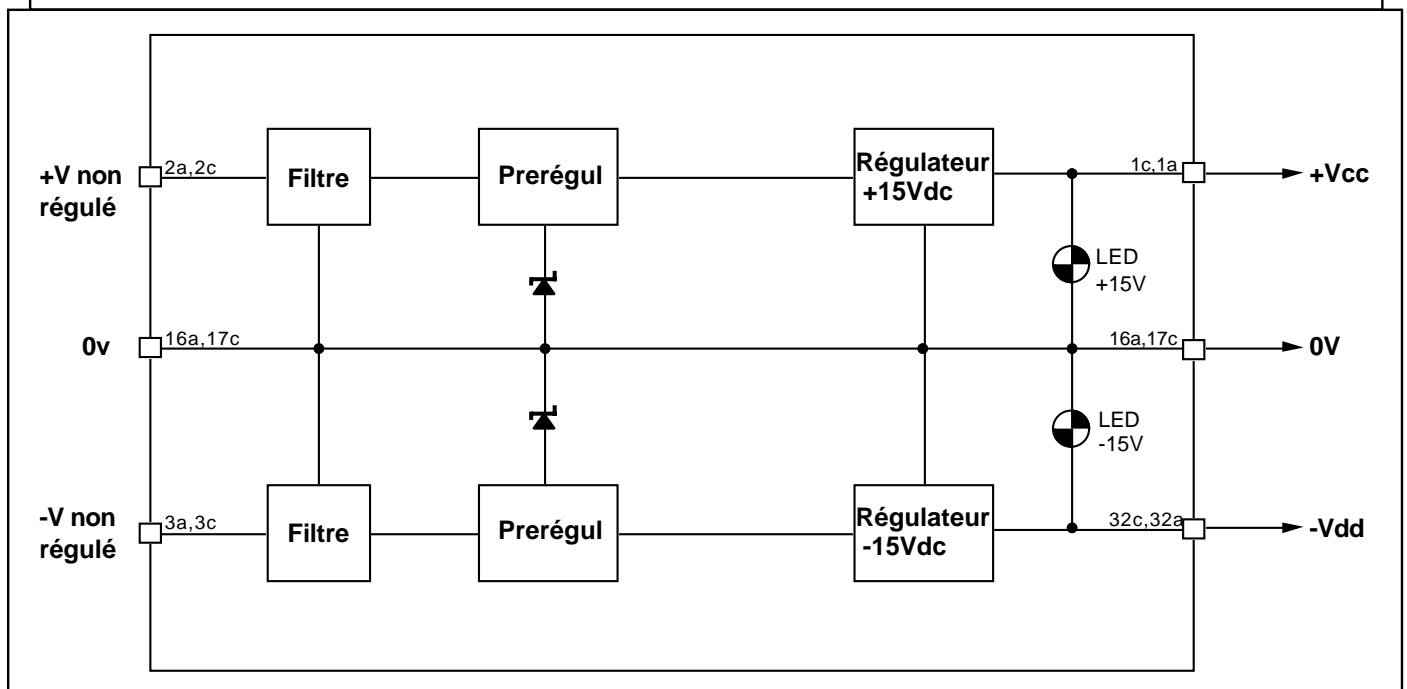 +V non
régulé
2a,2c
Filtre
Prerégul
Régulateur
+15Vdc
1c,1a
+Vcc
LED
+15V
0v
16a,17c
16a,17c
0V
LED
-15V
-V non
régulé
3a,3c
Filtre
Prerégul
Régulateur
-15Vdc
32c,32a
-Vdd